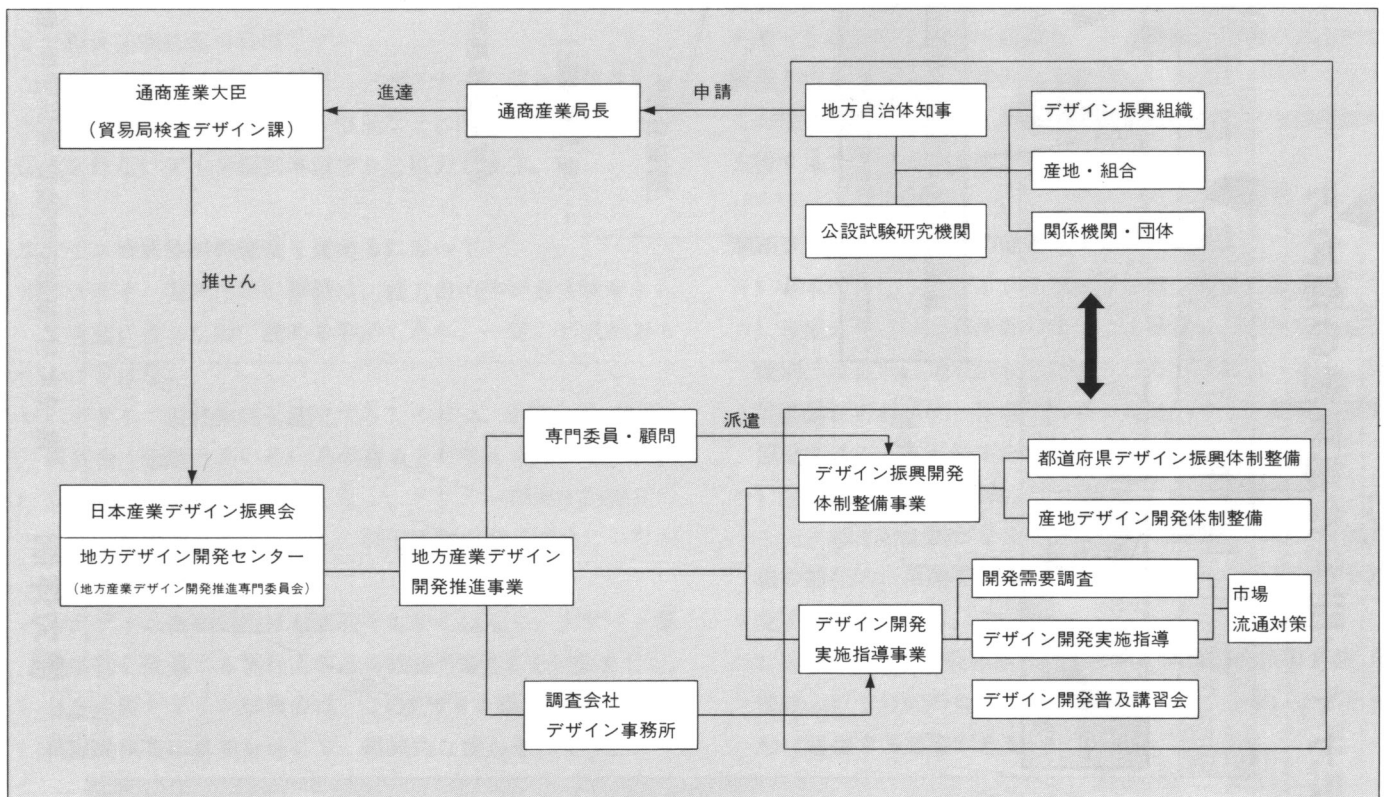 通商産業大臣
（貿易局検査デザイン課）
進達
通商産業局長
申請
地方自治体知事
デザイン振興組織
産地・組合
公設試験研究機関
関係機関・団体
推せん
専門委員・顧問
派遣
デザイン振興開発
体制整備事業
都道府県デザイン振興体制整備
産地デザイン開発体制整備
日本産業デザイン振興会
地方デザイン開発センター
（地方産業デザイン開発推進専門委員会）
地方産業デザイン
開発推進事業
開発需要調査
市場
流通対策
デザイン開発
実施指導事業
デザイン開発実施指導
デザイン開発普及講習会
調査会社
デザイン事務所